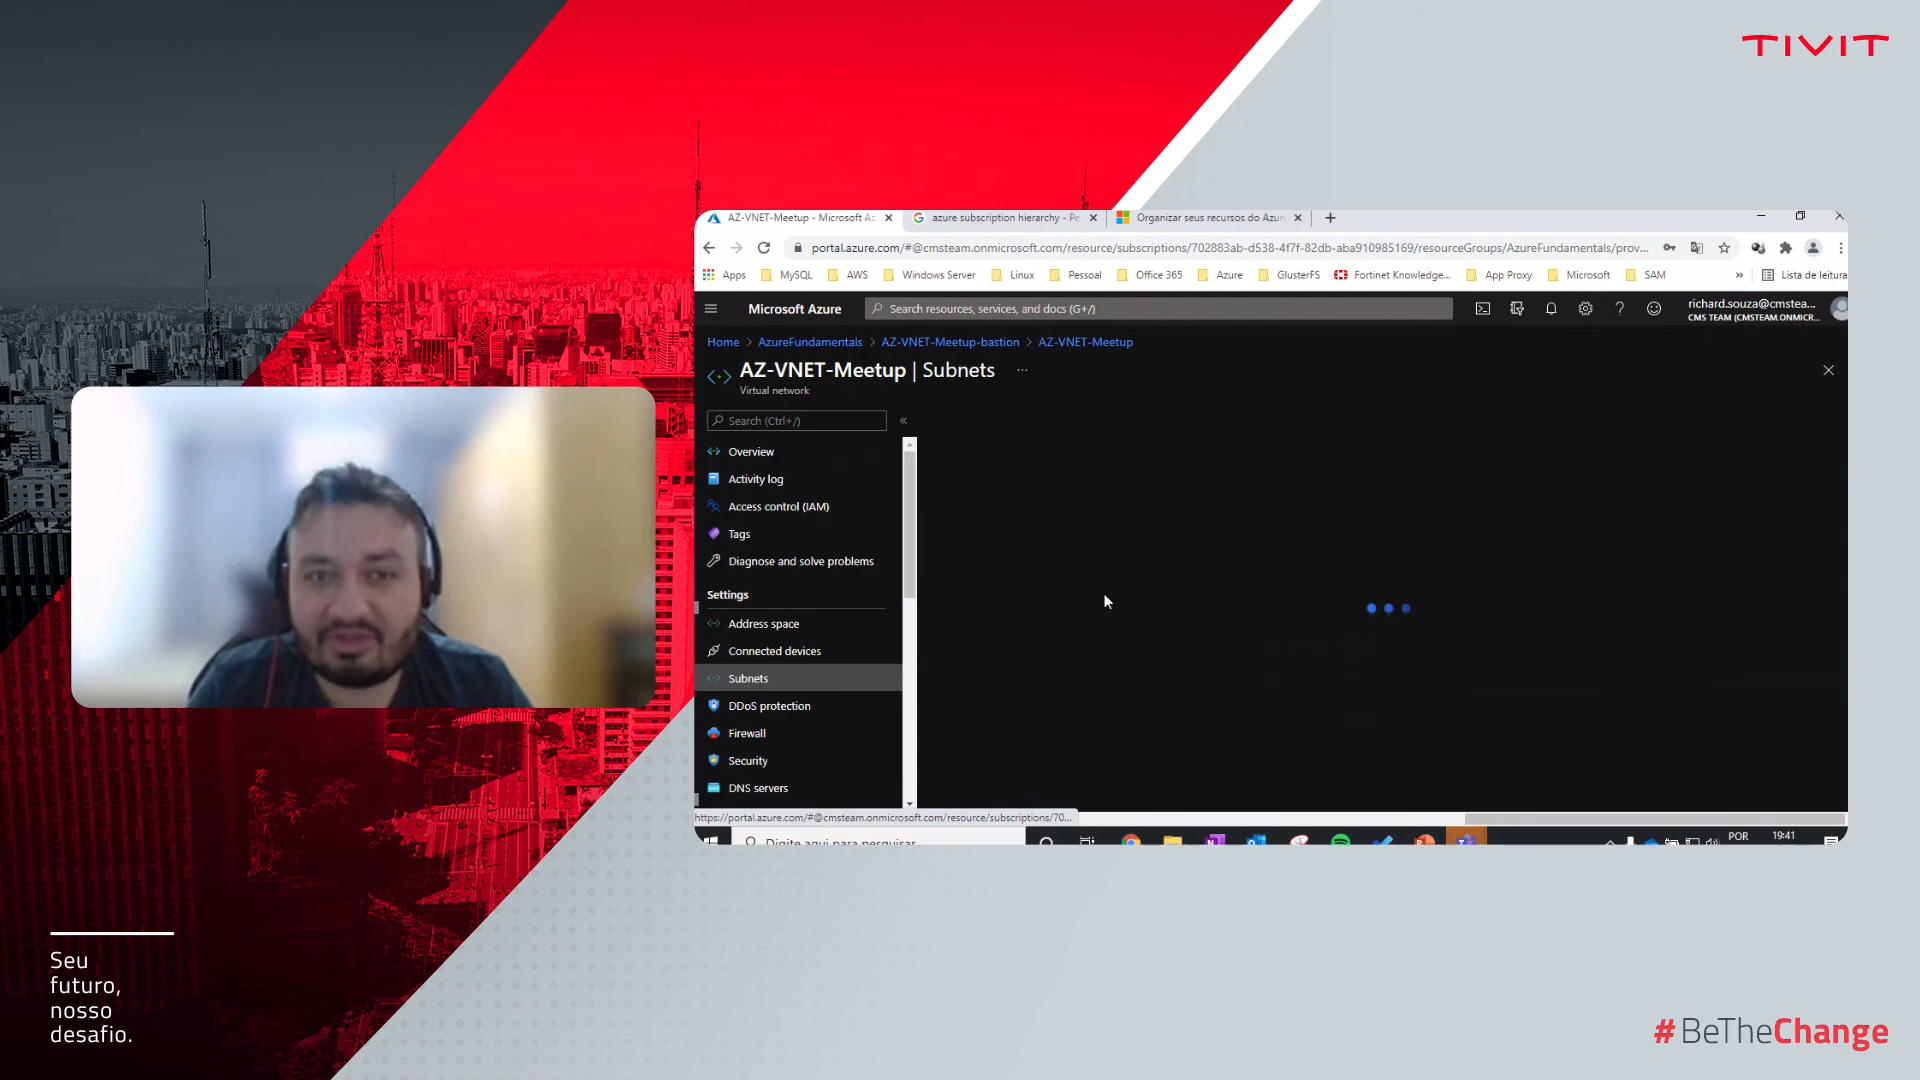 TIVIT
AZ-VNET-Meetup - Microsoft Az
azure subscription hierarchy - Pe
Organizar seus recursos do Azure
portal.azure.com/#@cmsteam.onmicrosoft.com/resource/subscriptions/702883ab-d538-4f7f-82db-aba910985169/resourceGroups/AzureFundamentals/prov...
Apps MySQL AWS Windows Server Linux Pessoal Office 365 Azure GlusterFS Fortinet Knowledge... App Proxy Microsoft SAM » Lista de leitura
Microsoft Azure
Search resources, services, and docs (G+/)
richard.souza@cmstea...
CMS TEAM (CMSTEAM.ONMICR...
Home > AzureFundamentals > AZ-VNET-Meetup-bastion > AZ-VNET-Meetup
AZ-VNET-Meetup | Subnets ...
Virtual network
Search (Ctrl+/) «
Overview
Activity log
Access control (IAM)
Tags
Diagnose and solve problems
Settings
Address space
Connected devices
Subnets
DDoS protection
Firewall
Security
DNS servers
https://portal.azure.com/#@cmsteam.onmicrosoft.com/resource/subscriptions/70...
Digite aqui para pesquisar
POR 19:41
Seu
futuro,
nosso
desafio.
#BeTheChange